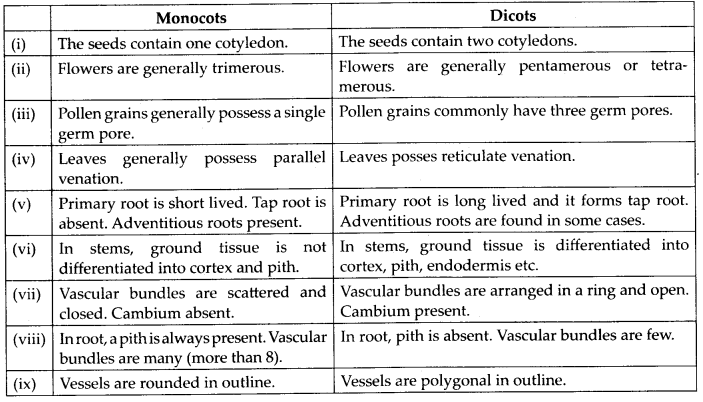 Monocots Dicots
(i) The seeds contain one cotyledon. The seeds contain two cotyledons.
(ii) Flowers are generally trimerous. Flowers are generally pentamerous or tetra-
merous.
(iii) Pollen grains generally possess a single Pollen grains commonly have three germ pores.
germ pore.
(iv) Leaves generally possess parallel Leaves posses reticulate venation.
venation.
(v) Primary root is short lived. Tap root is Primary root is long lived and it forms tap root.
absent. Adventitious roots present. Adventitious roots are found in some cases.
(vi) In stems, ground tissue is not In stems, ground tissue is differentiated into
differentiated into cortex and pith. cortex, pith, endodermis etc.
(vii) Vascular bundles are scattered and Vascular bundles are arranged in a ring and open.
closed. Cambium absent. Cambium present.
(viii) In root, a pith is always present. Vascular In root, pith is absent. Vascular bundles are few.
bundles are many (more than 8).
(ix) Vessels are rounded in outline. Vessels are polygonal in outline.